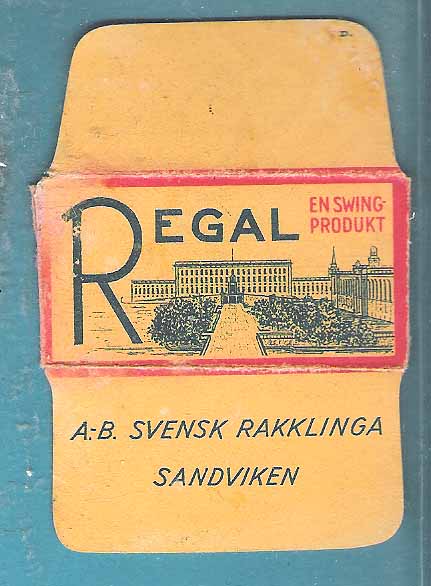 REGAL
EN SWING-
PRODUKT
A.-B. SVENSK RAKKLINGA
SANDVIKEN